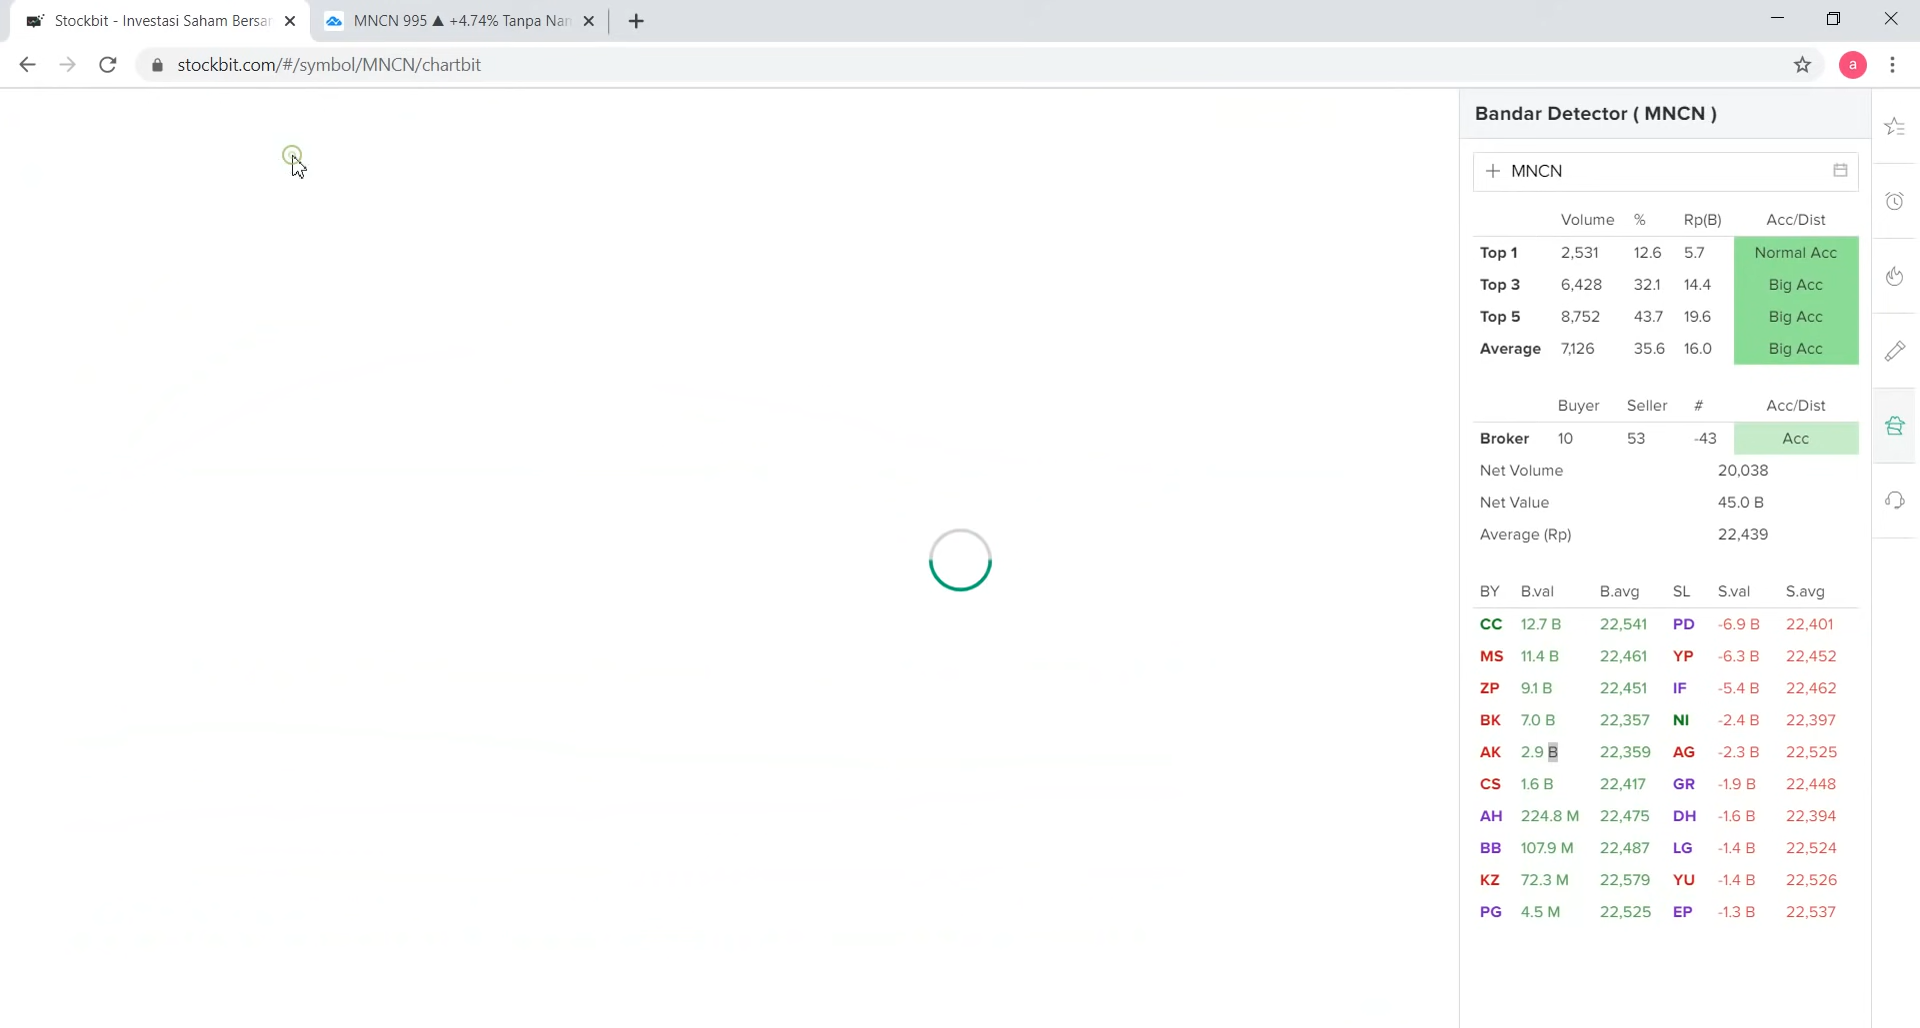 Stockbit - Investasi Saham Bersar
MNCN 995 ▲ +4.74% Tanpa Nan
stockbit.com/#/symbol/MNCN/chartbit
a
Bandar Detector ( MNCN )
+ MNCN
Volume % Rp(B) Acc/Dist
Top 1 2,531 12.6 5.7 Normal Acc
Top 3 6,428 32.1 14.4 Big Acc
Top 5 8,752 43.7 19.6 Big Acc
Average 7,126 35.6 16.0 Big Acc
Buyer Seller # Acc/Dist
Broker 10 53 -43 Acc
Net Volume 20,038
Net Value 45.0 B
Average (Rp) 22,439
BY B.val B.avg SL S.val S.avg
CC 12.7 B 22,541 PD -6.9 B 22,401
MS 11.4 B 22,461 YP -6.3 B 22,452
ZP 9.1 B 22,451 IF -5.4 B 22,462
BK 7.0 B 22,357 NI -2.4 B 22,397
AK 2.9 B 22,359 AG -2.3 B 22,525
CS 1.6 B 22,417 GR -1.9 B 22,448
AH 224.8 M 22,475 DH -1.6 B 22,394
BB 107.9 M 22,487 LG -1.4 B 22,524
KZ 72.3 M 22,579 YU -1.4 B 22,526
PG 4.5 M 22,525 EP -1.3 B 22,537